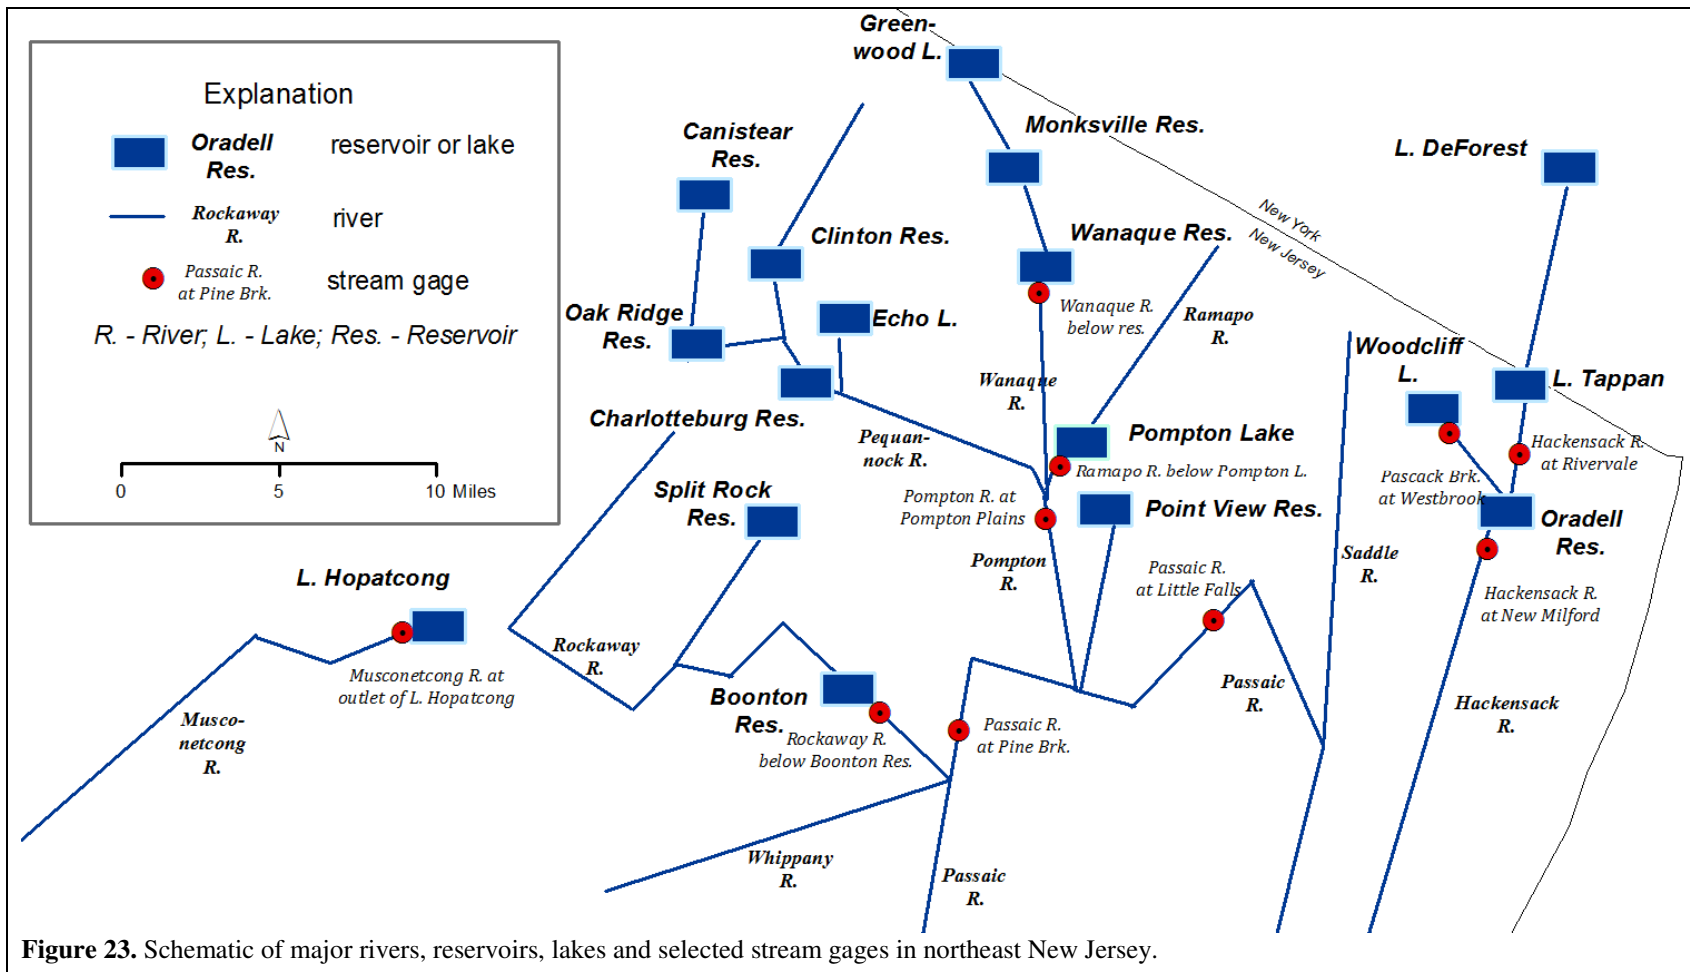 Explanation
Oradell
Res.
reservoir or lake
Rockaway
R.
river
Passaic R.
at Pine Brk.
stream gage
R. - River; L. - Lake; Res. - Reservoir
N
0
5
10 Miles
Green-
wood L.
Canistear
Res.
Monksville Res.
L. DeForest
New York
New Jersey
Clinton Res.
Wanaque Res.
Oak Ridge
Res.
Echo L.
Wanaque R.
below res.
Ramapo
R.
Woodcliff
L.
L. Tappan
Wanaque
R.
Charlotteburg Res.
Pequan-
nock R.
Pompton Lake
Ramapo R. below Pompton L.
Hackensack R.
at Rivervale
Pascack Brk.
at Westbrook
Split Rock
Res.
Pompton R. at
Pompton Plains
Point View Res.
Oradell
Res.
Pompton
R.
Passaic R.
at Little Falls
Saddle
R.
L. Hopatcong
Hackensack R.
at New Milford
Rockaway
R.
Musconetcong R. at
outlet of L. Hopatcong
Passaic
R.
Boonton
Res.
Hackensack
R.
Musco-
netcong
R.
Rockaway R.
below Boonton Res.
Passaic R.
at Pine Brk.
Whippany
R.
Passaic
R.
Figure 23. Schematic of major rivers, reservoirs, lakes and selected stream gages in northeast New Jersey.